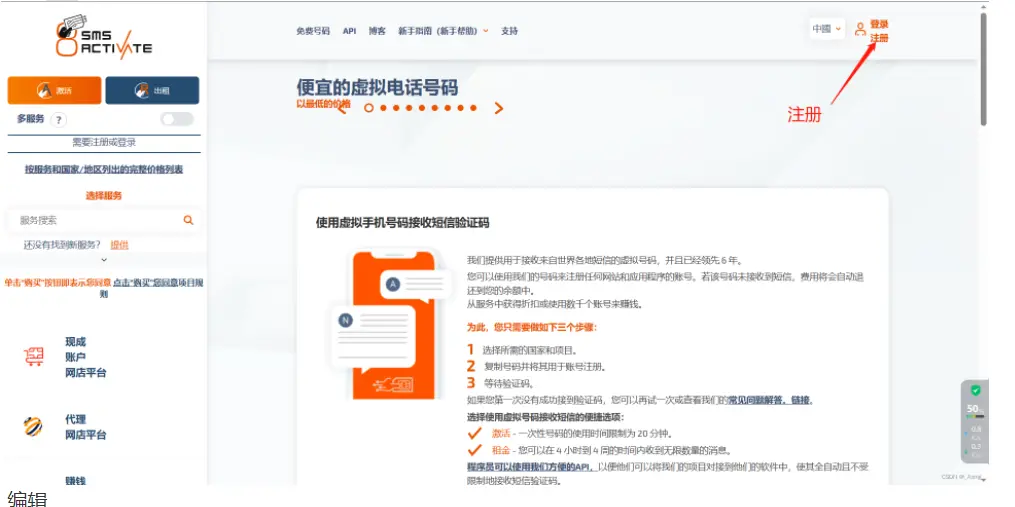 SMS
ACTIVATE
免费号码 API 博客 新手指南（新手帮助） 支持
中國
登录
注册
注册
激活
出租
多服务 ?
需要注册或登录
按服务和国家/地区列出的完整价格列表
选择服务
服务搜索
还没有找到新服务？ 提供
单击“购买”按钮即表示您同意 点击“购买”您同意项目规
则
现成
账户
网店平台
代理
网店平台
赚钱
便宜的虚拟电话号码
以最低的价格
使用虚拟手机号码接收短信验证码
A
N
我们提供用于接收来自世界各地短信的虚拟号码，并且已经领先 6 年。
您可以使用我们的号码来注册任何网站和应用程序的账号。若该号码未接收到短信，费用将会自动退
还到您的余额中。
从服务中获得折扣或使用数千个账号来赚钱。
为此，您只需要做如下三个步骤：
1 选择所需的国家和项目。
2 复制号码并将其用于账号注册。
3 等待验证码。
如果您第一次没有成功接到验证码，您可以再试一次或查看我们的常见问题解答。链接。
选择使用虚拟号码接收短信的便捷选项：
激活 - 一次性号码的使用时间限制为 20 分钟。
租金 - 您可以在 4 小时到 4 周的时间内收到无限数量的消息。
程序员可以使用我们方便的API，以便他们可以将我们的项目对接到他们的软件中，使其全自动且不受
限制地接收短信验证码。
50
编辑